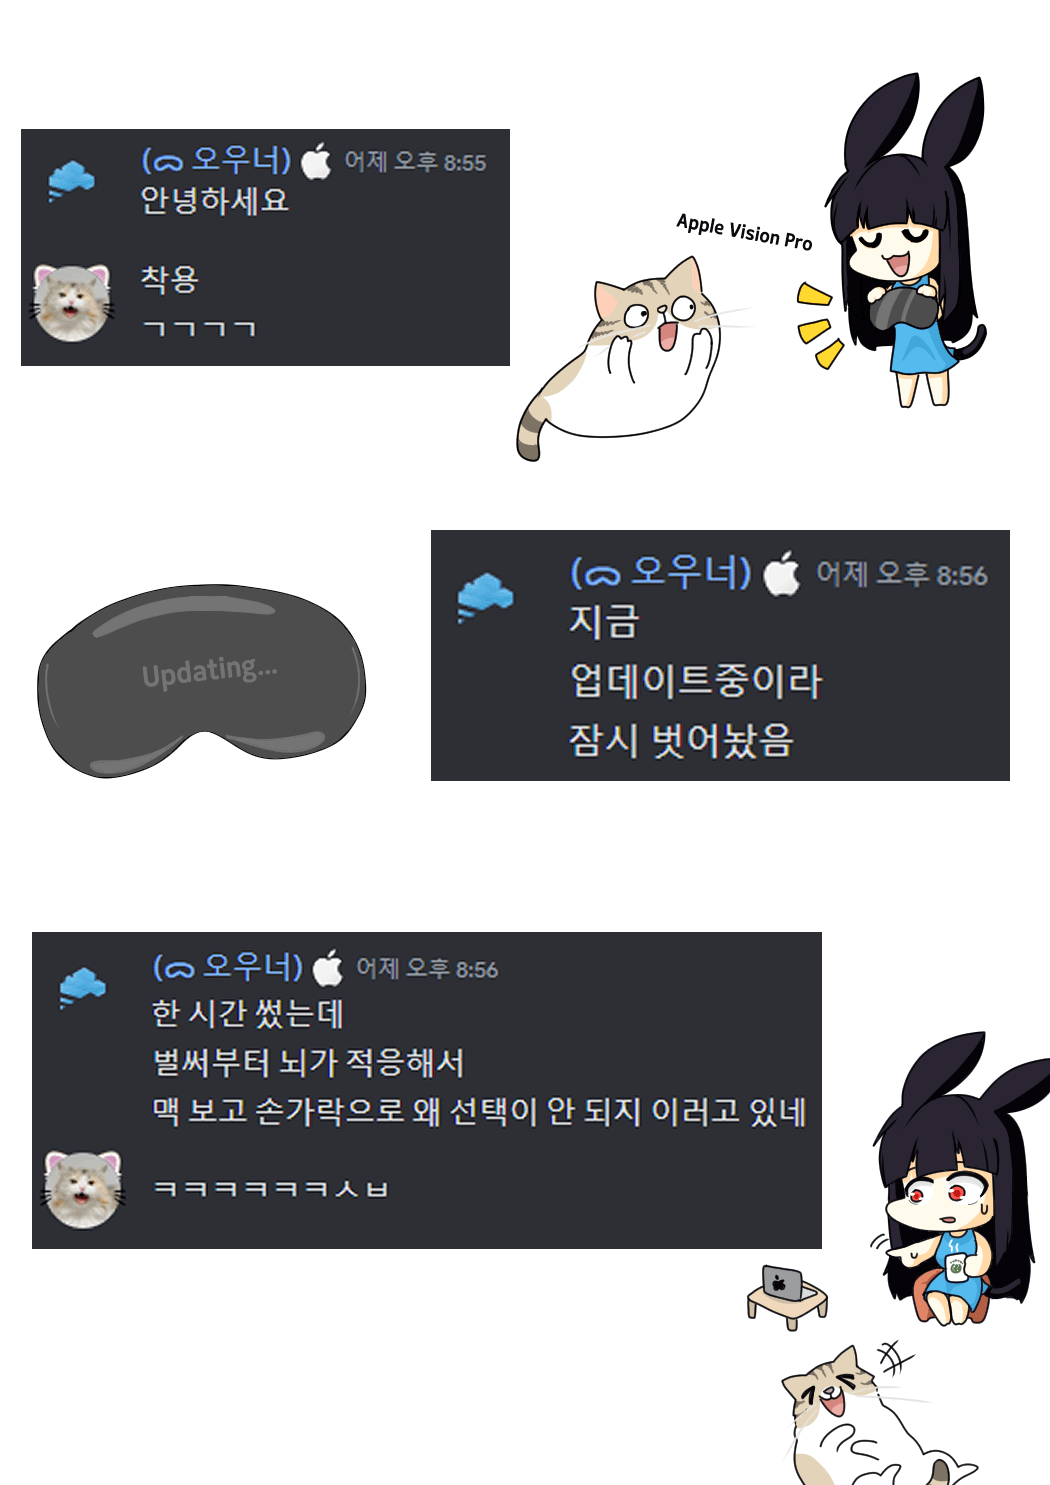 ( 오우너) 어제 오후 8:55
안녕하세요
착용
ㄱㄱㄱㄱ
Apple Vision Pro
Updating...
( 오우너) 어제 오후 8:56
지금
업데이트중이라
잠시 벗어놨음
( 오우너) 어제 오후 8:56
한 시간 썼는데
벌써부터 뇌가 적응해서
맥 보고 손가락으로 왜 선택이 안 되지 이러고 있네
ㅋㅋㅋㅋㅋㅋㅅㅂ